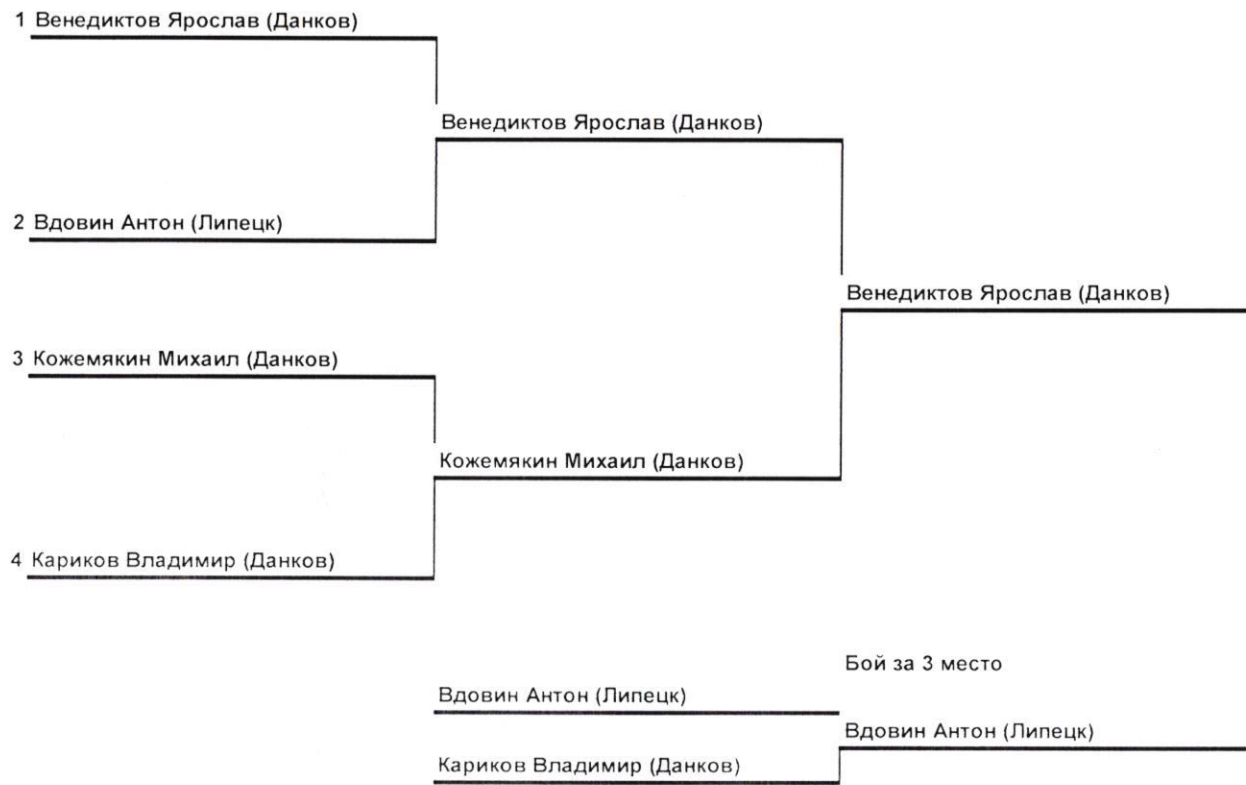 1 Венедиктов Ярослав (Данков)
Венедиктов Ярослав (Данков)
2 Вдовин Антон (Липецк)
Венедиктов Ярослав (Данков)
3 Кожемякин Михаил (Данков)
Кожемякин Михаил (Данков)
4 Кариков Владимир (Данков)
Бой за 3 место
Вдовин Антон (Липецк)
Вдовин Антон (Липецк)
Кариков Владимир (Данков)